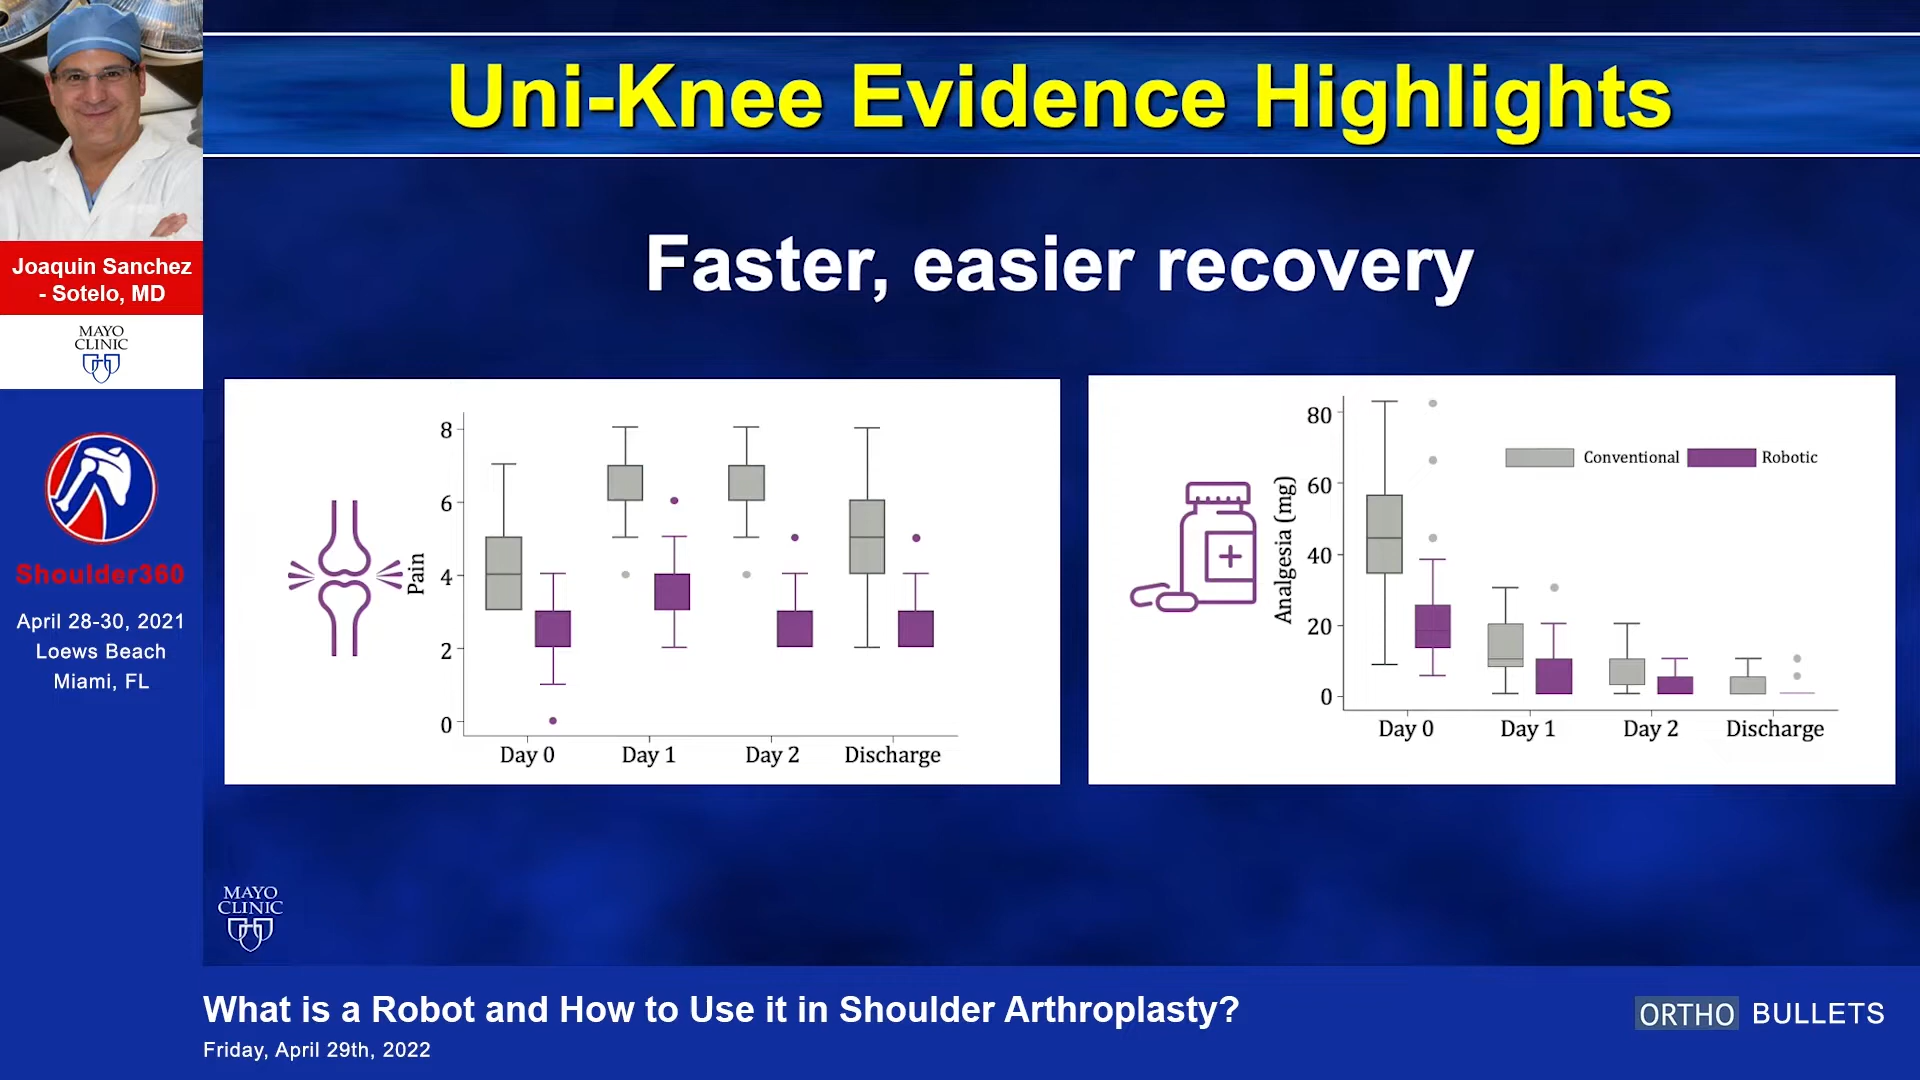 Uni-Knee Evidence Highlights
Joaquin Sanchez
- Sotelo, MD
MAYO
CLINIC
Shoulder360
April 28-30, 2021
Loews Beach
Miami, FL
Faster, easier recovery
Pain
8
6
4
2
0
Day 0 Day 1 Day 2 Discharge
Analgesia (mg)
80
60
40
20
0
Conventional Robotic
Day 0 Day 1 Day 2 Discharge
MAYO
CLINIC
What is a Robot and How to Use it in Shoulder Arthroplasty?
Friday, April 29th, 2022
ORTHO BULLETS